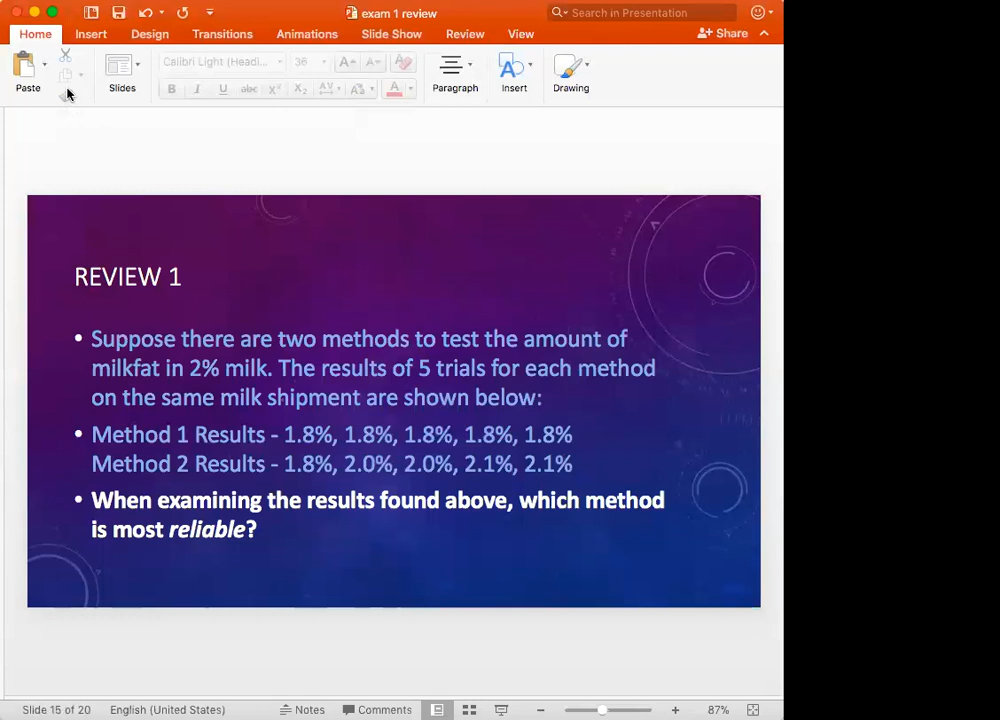 exam 1 review
Search in Presentation
Home Insert Design Transitions Animations Slide Show Review View
Share
Calibri Light (Headi... 36 A A
Paste Slides B I U abc X² X₂ AV Aa A Paragraph Insert Drawing
REVIEW 1
• Suppose there are two methods to test the amount of
milkfat in 2% milk. The results of 5 trials for each method
on the same milk shipment are shown below:
• Method 1 Results - 1.8%, 1.8%, 1.8%, 1.8%, 1.8%
Method 2 Results - 1.8%, 2.0%, 2.0%, 2.1%, 2.1%
• When examining the results found above, which method
is most reliable?
Slide 15 of 20 English (United States) Notes Comments 87%